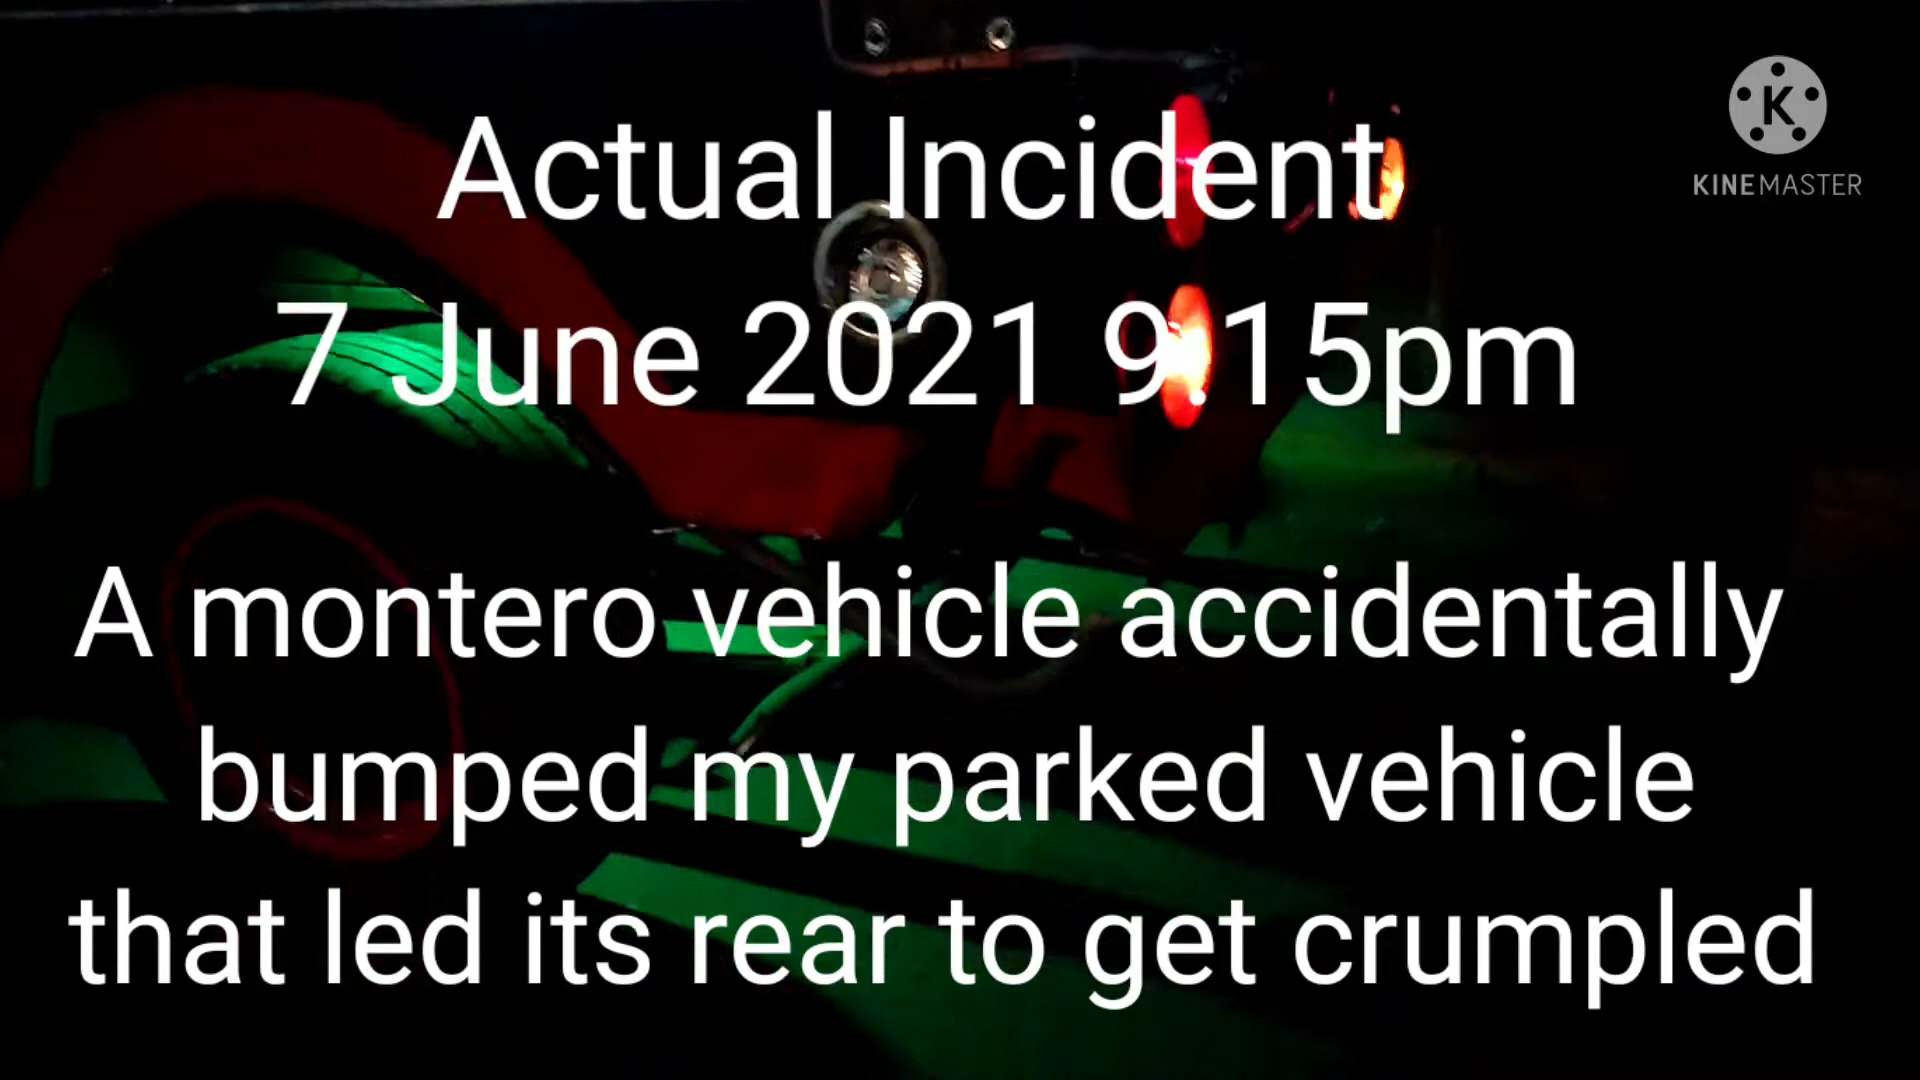 Actual Incident
7 June 2021 9:15pm
A montero vehicle accidentally
bumped my parked vehicle
that led its rear to get crumpled
K
KINEMASTER